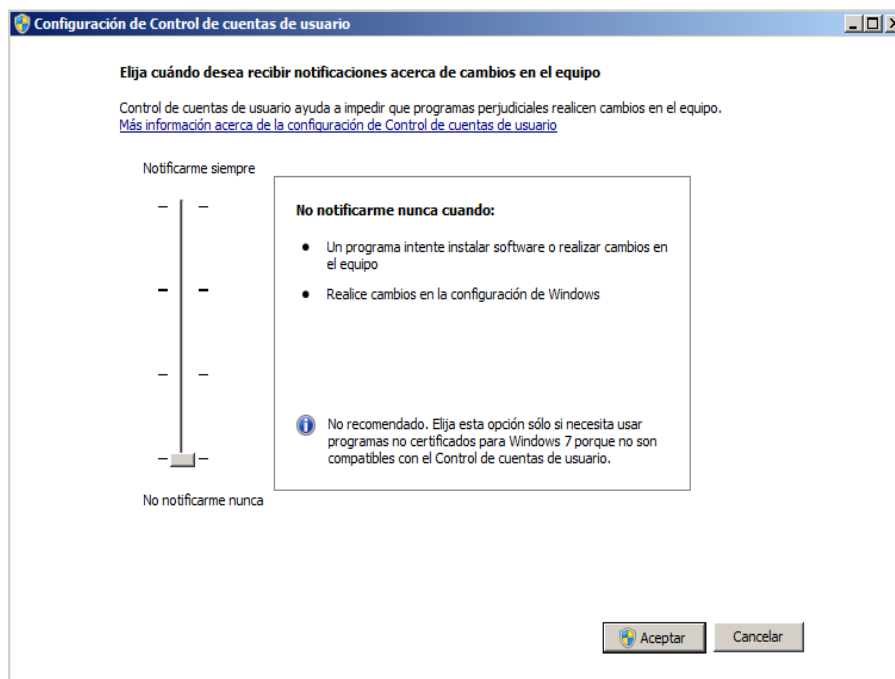 Configuración de Control de cuentas de usuario
Elija cuándo desea recibir notificaciones acerca de cambios en el equipo
Control de cuentas de usuario ayuda a impedir que programas perjudiciales realicen cambios en el equipo.
Más información acerca de la configuración de Control de cuentas de usuario
Notificarme siempre
No notificarme nunca cuando:
Un programa intente instalar software o realizar cambios en
el equipo
Realice cambios en la configuración de Windows
No recomendado. Elija esta opción sólo si necesita usar
programas no certificados para Windows 7 porque no son
compatibles con el Control de cuentas de usuario.
No notificarme nunca
Aceptar
Cancelar